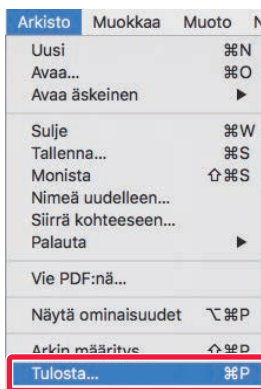 Arkisto Muokkaa Muoto N
Uusi ⌘N
Avaa... ⌘O
Avaa äskeinen ▶
Sulje ⌘W
Tallenna... ⌘S
Monista ⇧⌘S
Nimeä uudelleen...
Siirrä kohteeseen...
Palauta ▶
Vie PDF:nä...
Näytä ominaisuudet ⌥⌘P
Arkin määritys ⇧⌘P
Tulosta... ⌘P